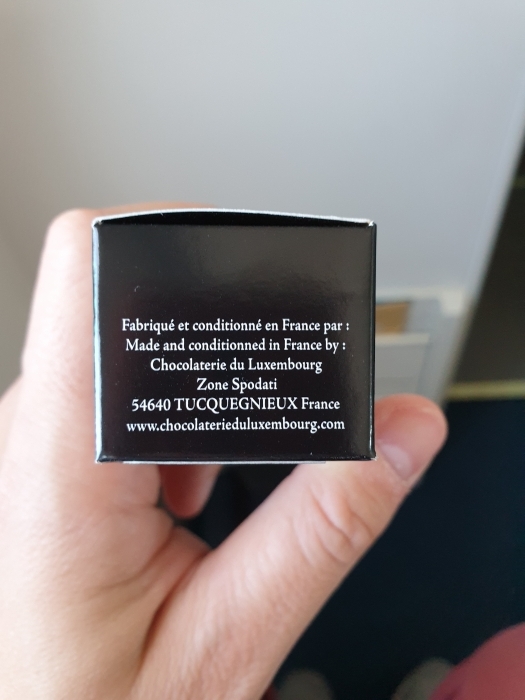 Fabriqué et conditionné en France par :
Made and conditionned in France by :
Chocolaterie du Luxembourg
Zone Spodati
54640 TUCQUEGNIEUX France
www.chocolaterieduluxembourg.com